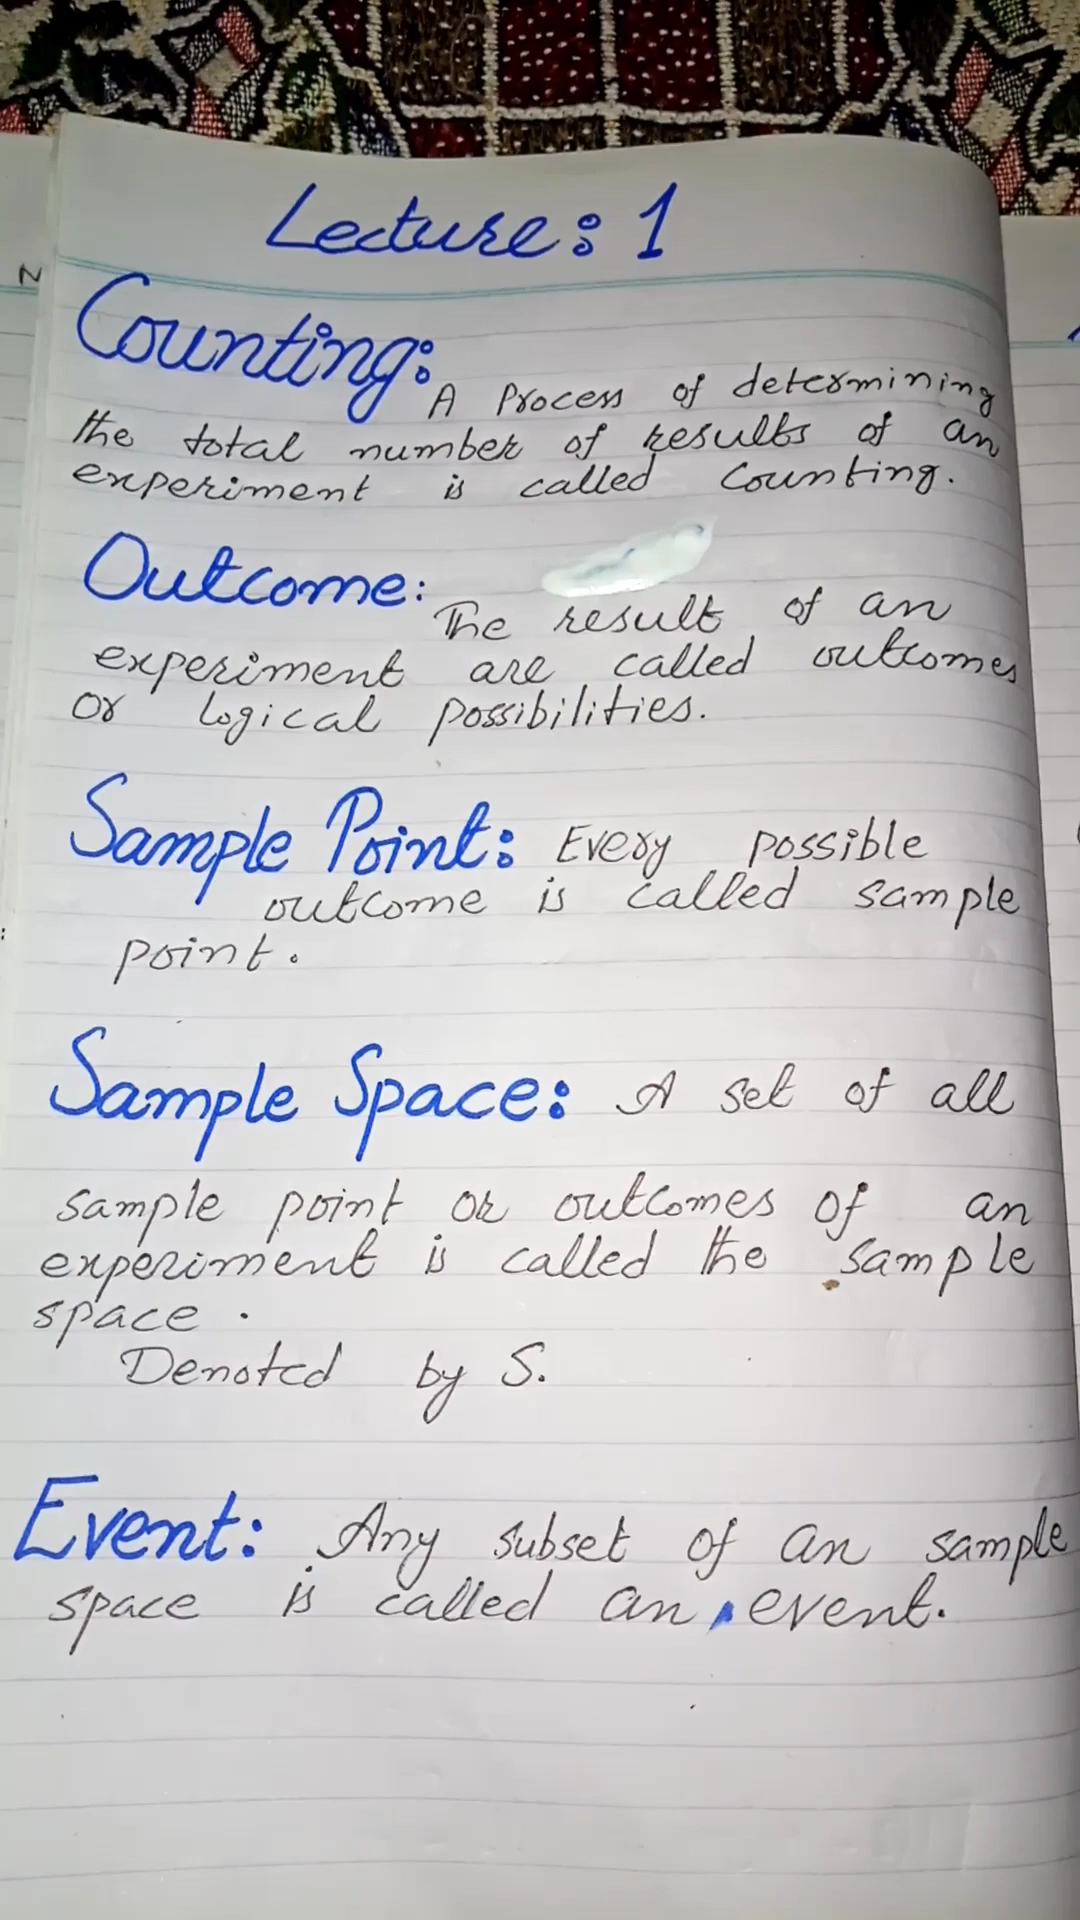 Lecture: 1
Counting:
A Process of determining
the total number of results of an
experiment is called Counting.
Outcome:
The result of an
experiment are called outcomes
or logical possibilities.
Sample Point: Every possible
outcome is called sample
point.
Sample Space: A set of all
sample point or outcomes of an
experiment is called the sample
space.
Denoted by S.
Event: Any subset of an sample
space is called an event.